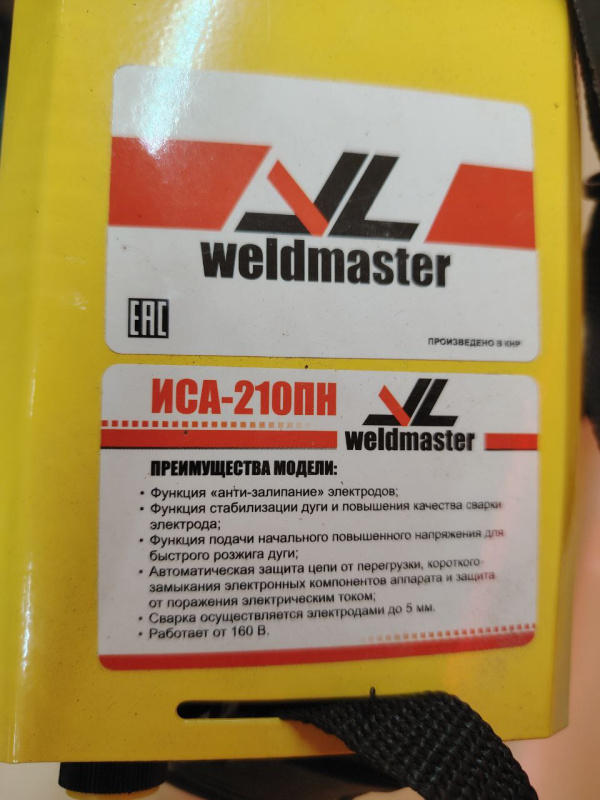 weldmaster
EAC
ПРОИЗВЕДЕНО В КНР
ИСА-210ПН
weldmaster
ПРЕИМУЩЕСТВА МОДЕЛИ:
• Функция «анти-залипание» электродов;
• Функция стабилизации дуги и повышения качества сварки
электрода;
• Функция подачи начального повышенного напряжения для
быстрого розжига дуги;
• Автоматическая защита цепи от перегрузки, короткого-
замыкания электронных компонентов аппарата и защита
от поражения электрическим током;
• Сварка осуществляется электродами до 5 мм.
• Работает от 160 В.